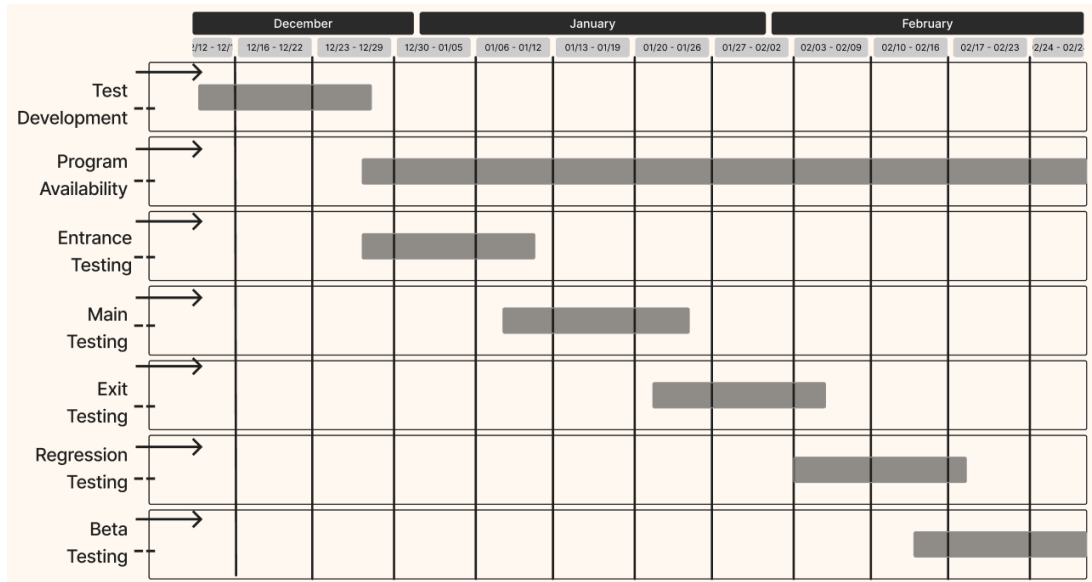 December January February
12/16 - 12/22 12/23 - 12/29 12/30 - 01/05 01/06 - 01/12 01/13 - 01/19 01/20 - 01/26 01/27 - 02/02 02/03 - 02/09 02/10 - 02/16 02/17 - 02/23
Test
Development
Program
Availability
Entrance
Testing
Main
Testing
Exit
Testing
Regression
Testing
Beta
Testing